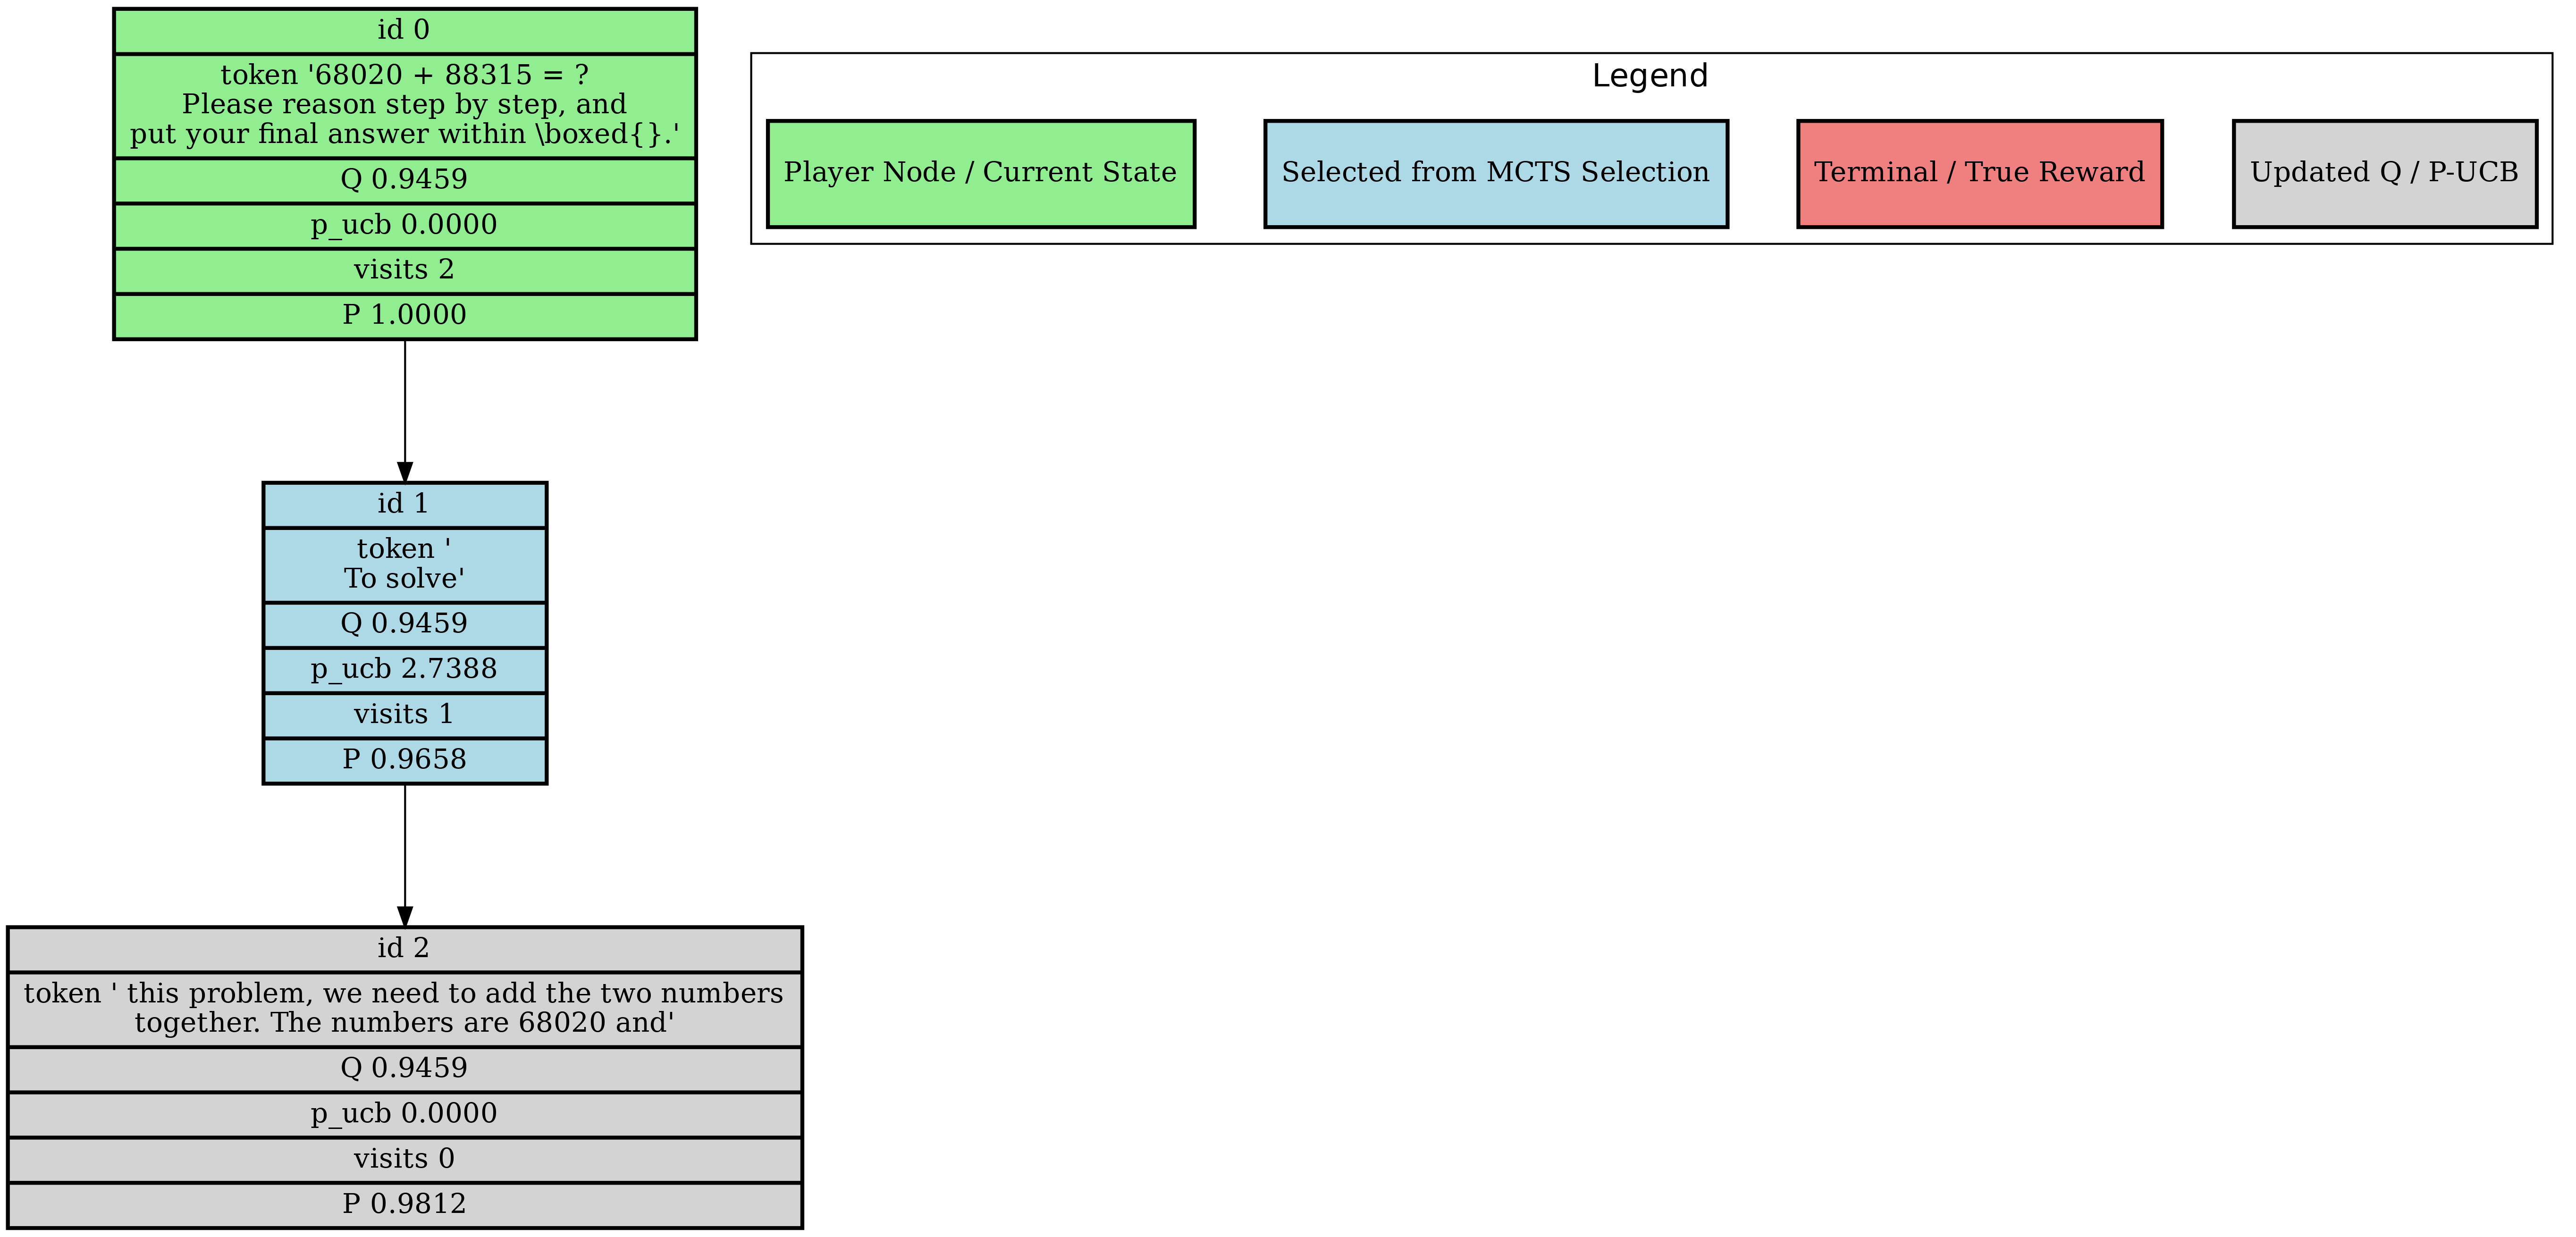 id 0
token '68020 + 88315 = ?
Please reason step by step, and
put your final answer within \boxed{}.'
Q 0.9459
p_ucb 0.0000
visits 2
P 1.0000
Legend
Player Node / Current State
Selected from MCTS Selection
Terminal / True Reward
Updated Q / P-UCB
id 1
token '
To solve'
Q 0.9459
p_ucb 2.7388
visits 1
P 0.9658
id 2
token ' this problem, we need to add the two numbers
together. The numbers are 68020 and'
Q 0.9459
p_ucb 0.0000
visits 0
P 0.9812